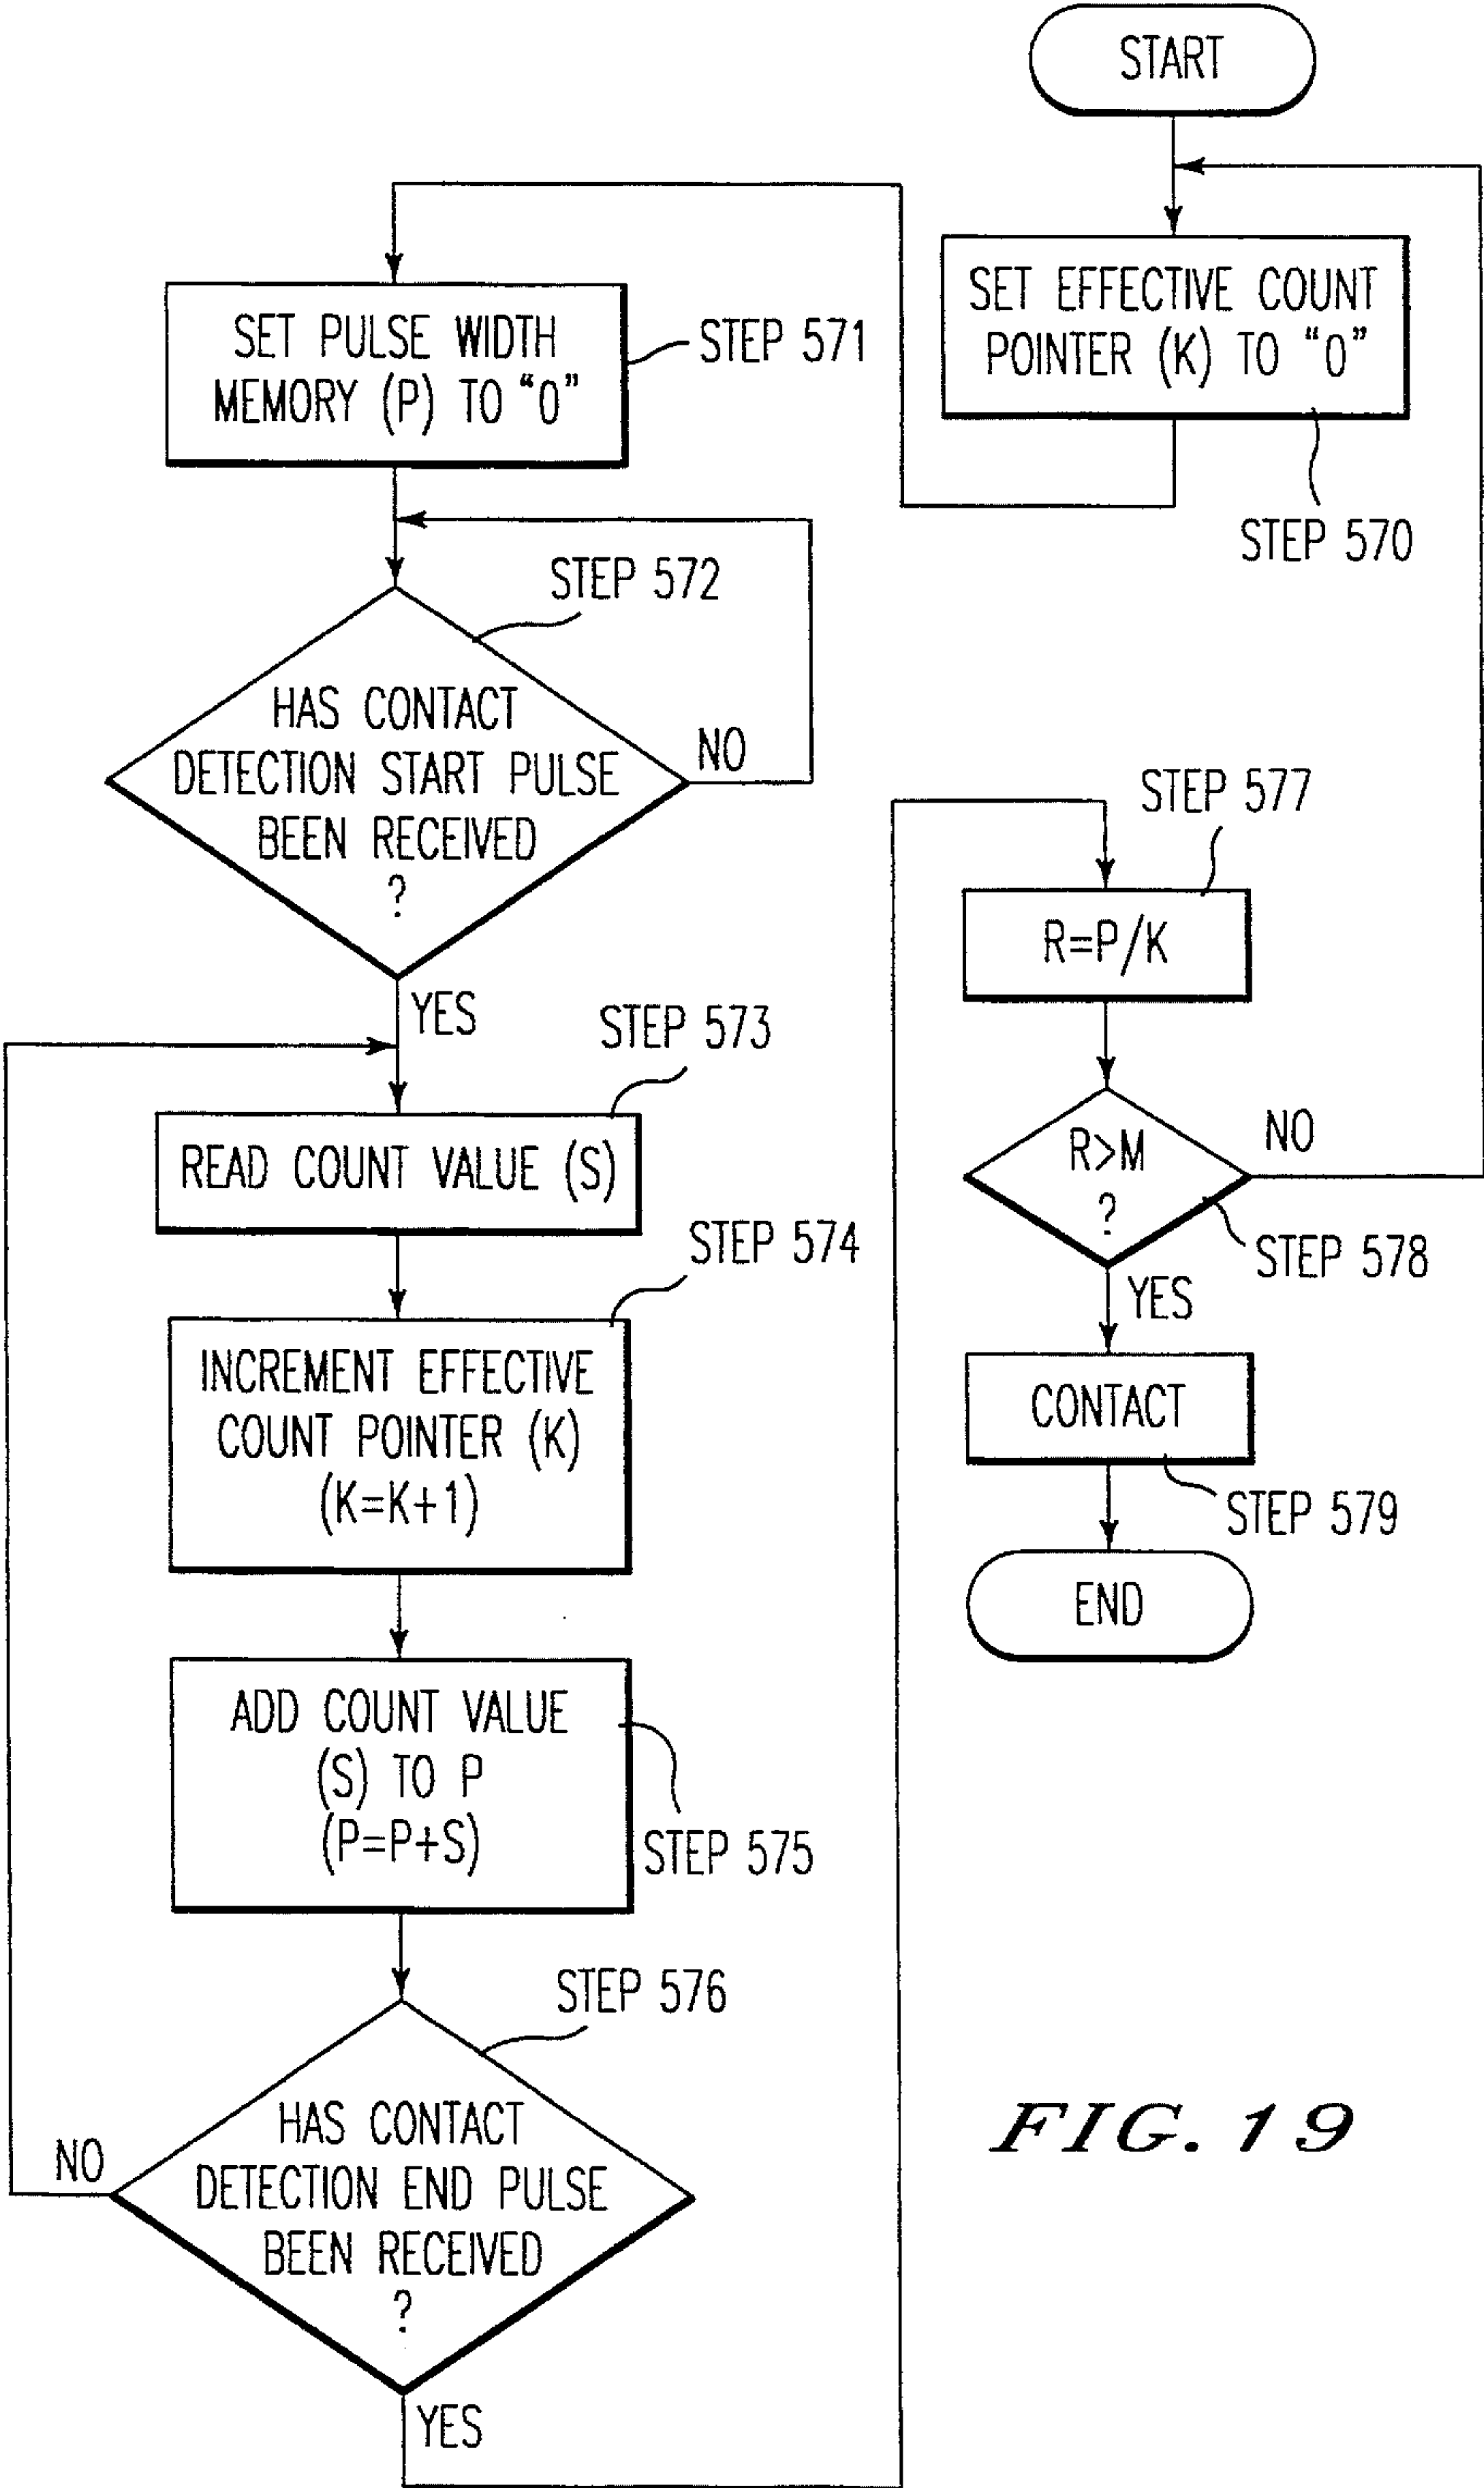 START
SET EFFECTIVE COUNT
POINTER (K) TO "0"
STEP 570
SET PULSE WIDTH
MEMORY (P) TO "0"
STEP 571
STEP 572
HAS CONTACT
DETECTION START PULSE
BEEN RECEIVED
?
NO
YES
STEP 573
READ COUNT VALUE (S)
STEP 574
INCREMENT EFFECTIVE
COUNT POINTER (K)
(K=K+1)
ADD COUNT VALUE
(S) TO P
(P=P+S)
STEP 575
STEP 576
HAS CONTACT
DETECTION END PULSE
BEEN RECEIVED
?
NO
YES
STEP 577
R=P/K
R>M
?
NO
STEP 578
YES
CONTACT
STEP 579
END
FIG. 19